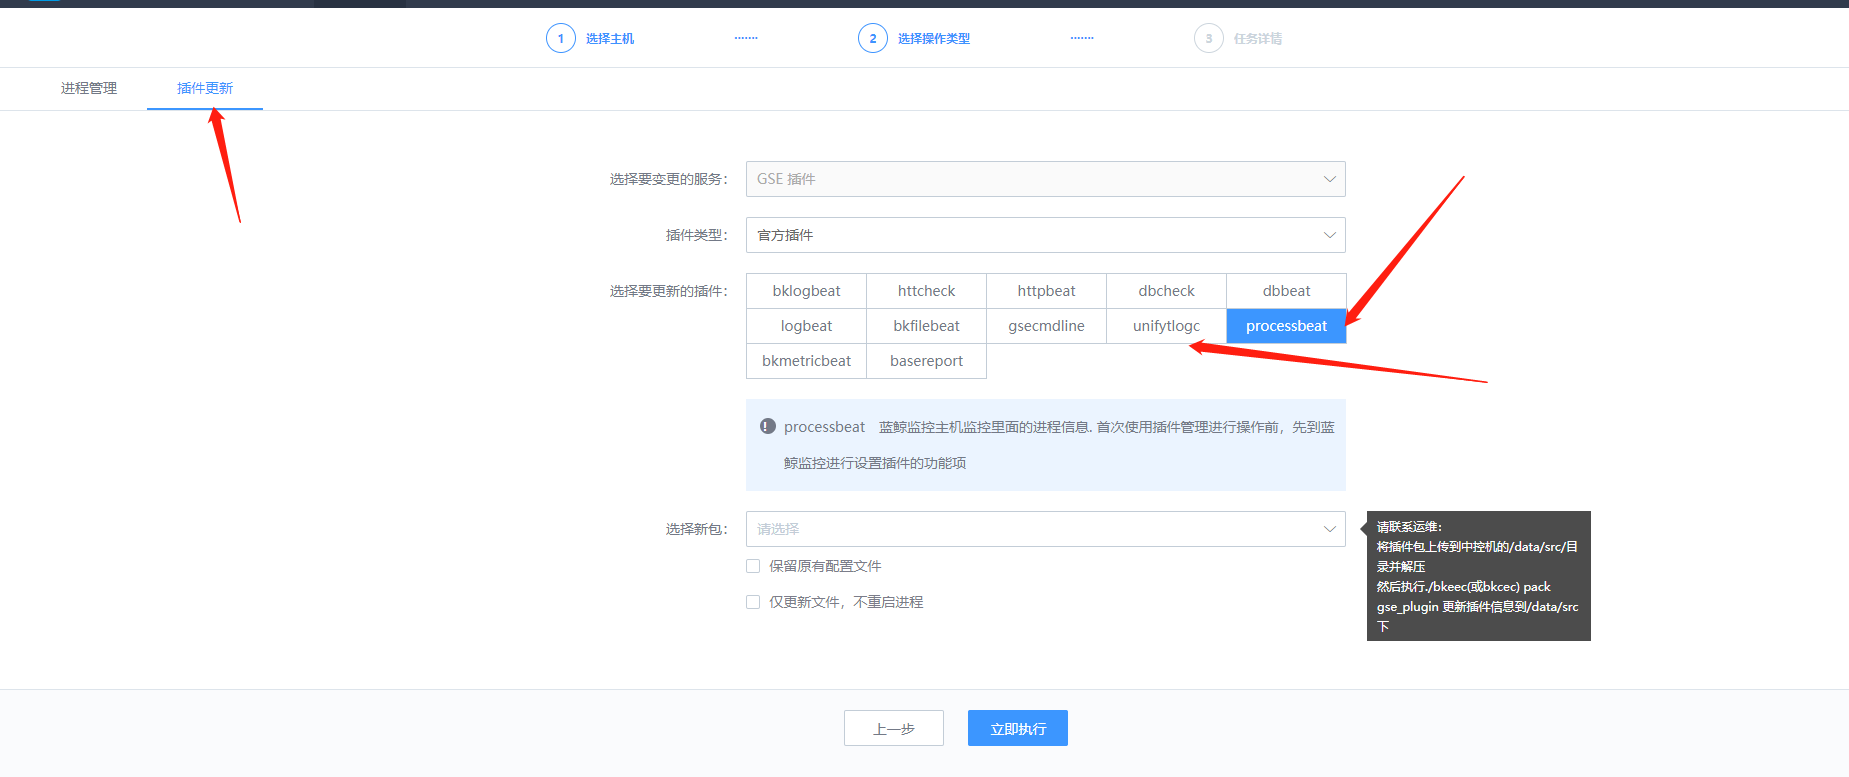 1 选择主机 ······· 2 选择操作类型 ······· 3 任务详情
进程管理 插件更新
选择要变更的服务： GSE 插件
插件类型： 官方插件
选择要更新的插件： bklogbeat httcheck httpbeat dbcheck dbbeat
logbeat bkfilebeat gsecmdline unifytlogc processbeat
bkmetricbeat basereport
processbeat 蓝鲸监控主机监控里面的进程信息. 首次使用插件管理进行操作前，先到蓝
鲸监控进行设置插件的功能项
选择新包： 请选择
请联系运维：
将插件包上传到中控机的/data/src/目
录并解压
然后执行./bkeec(或bkcec) pack
gse_plugin 更新插件信息到/data/src
下
保留原有配置文件
仅更新文件，不重启进程
上一步 立即执行